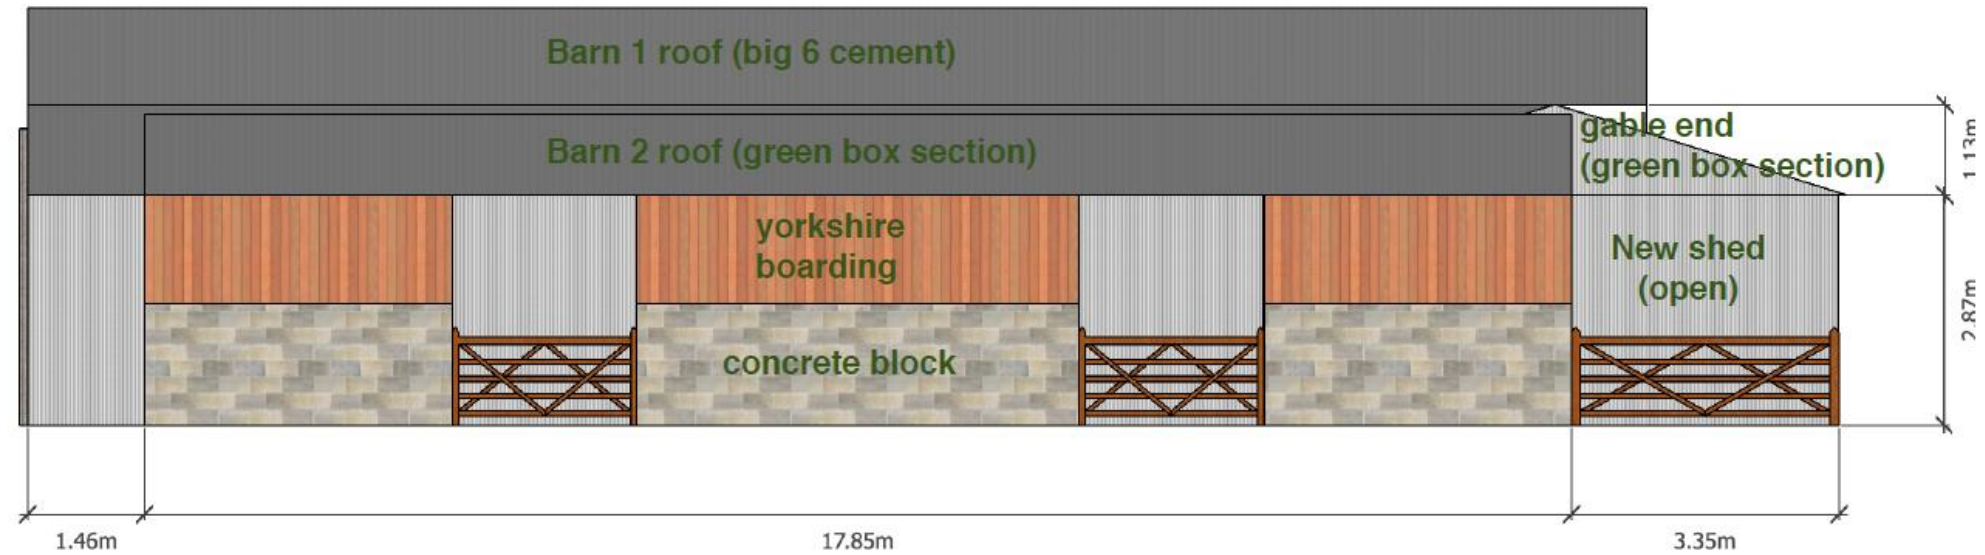 Barn 1 roof (big 6 cement)
gable end
(green box section)
Barn 2 roof (green box section)
1.13m
yorkshire
boarding
New shed
(open)
2.87m
concrete block
1.46m
17.85m
3.35m